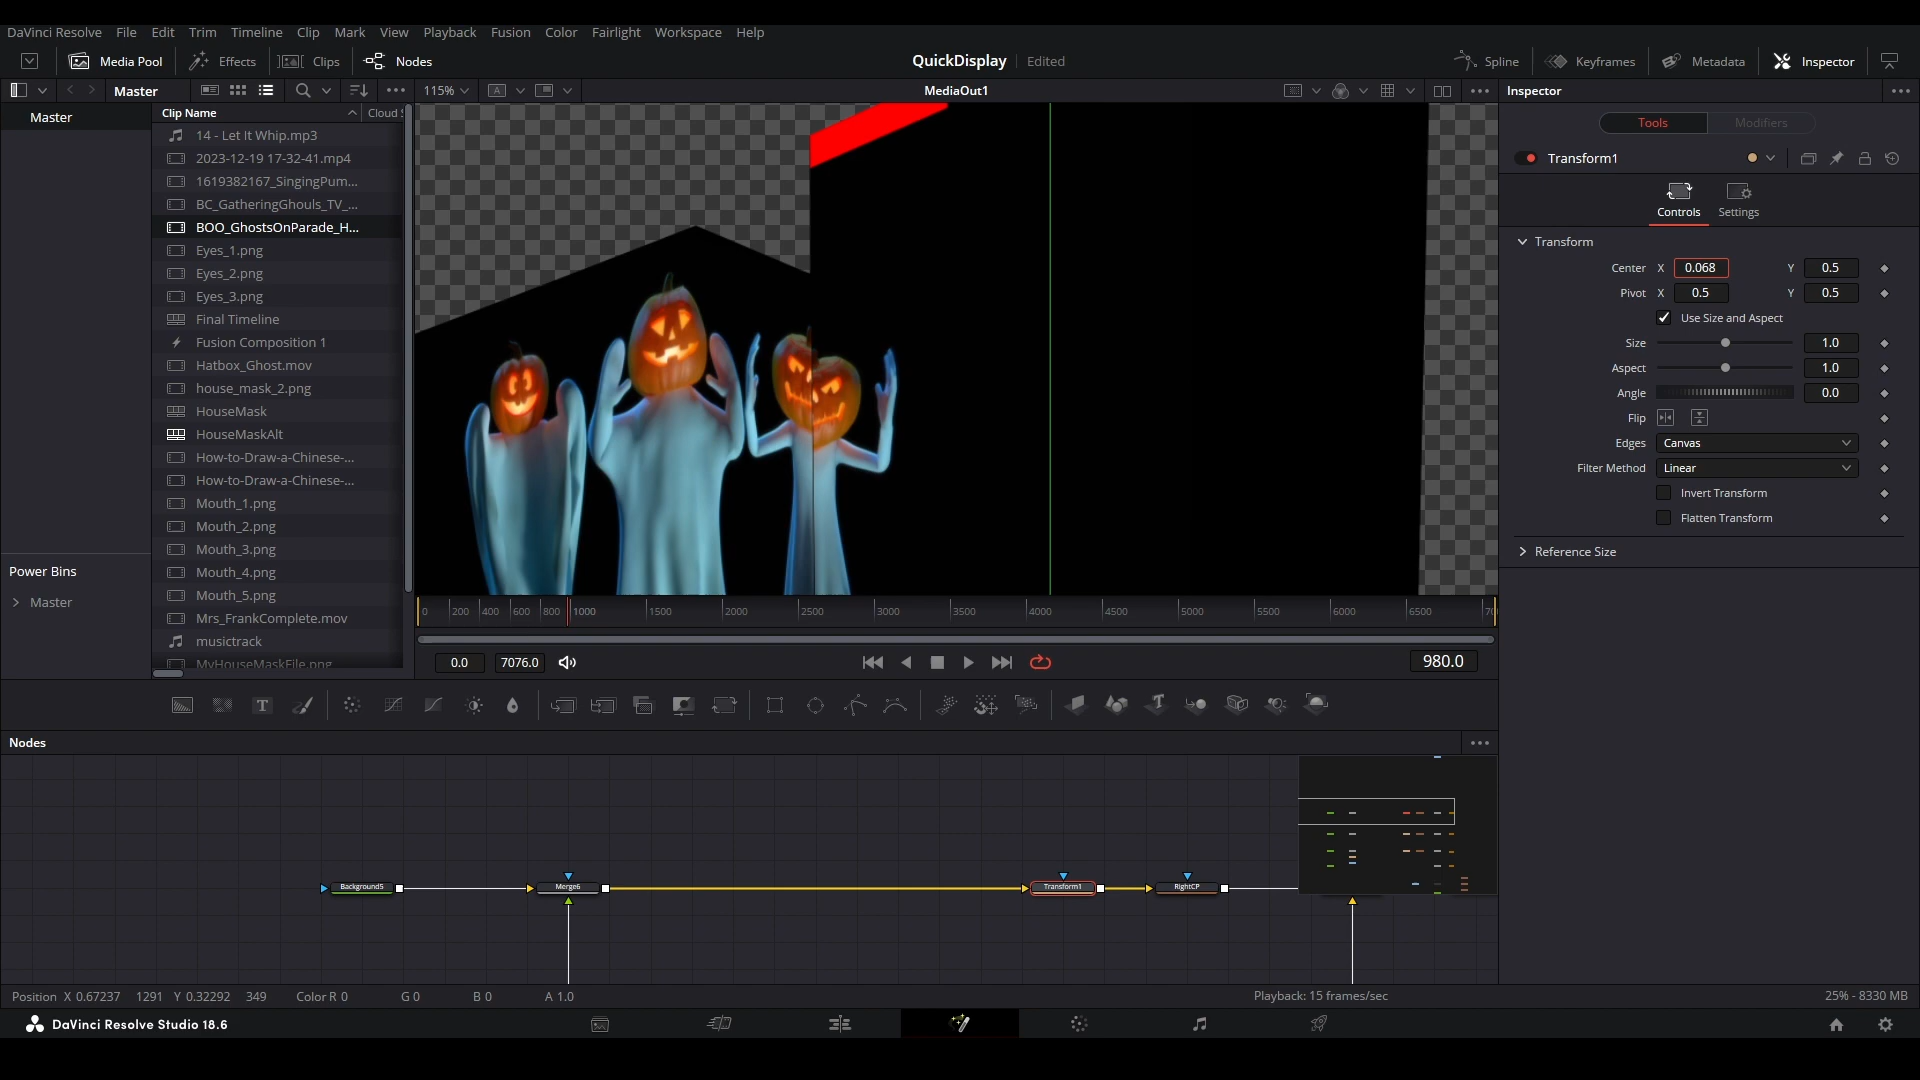 DaVinci Resolve File Edit Trim Timeline Clip Mark View Playback Fusion Color Fairlight Workspace Help
Media Pool Effects Clips Nodes QuickDisplay Edited Spline Keyframes Metadata Inspector
Master 115% A MediaOut1 Inspector
Master
Clip Name Cloud S
14 - Let It Whip.mp3
2023-12-19 17-32-41.mp4
1619382167_SingingPum...
BC_GatheringGhouls_TV_...
BOO_GhostsOnParade_H...
Eyes_1.png
Eyes_2.png
Eyes_3.png
Final Timeline
Fusion Composition 1
Hatbox_Ghost.mov
house_mask_2.png
HouseMask
HouseMaskAlt
How-to-Draw-a-Chinese-...
How-to-Draw-a-Chinese-...
Mouth_1.png
Mouth_2.png
Mouth_3.png
Mouth_4.png
Mouth_5.png
Mrs_FrankComplete.mov
musictrack
MyHouseMaskFile.png
Power Bins
Master
Tools Modifiers
Transform1
Controls Settings
Transform
Center X 0.068 Y 0.5
Pivot X 0.5 Y 0.5
Use Size and Aspect
Size 1.0
Aspect 1.0
Angle 0.0
Flip
Edges Canvas
Filter Method Linear
Invert Transform
Flatten Transform
Reference Size
0 200 400 600 800 1000 1500 2000 2500 3000 3500 4000 4500 5000 5500 6000 6500 70
0.0 7076.0 980.0
T T
Nodes
Background5 Merge6 Transform1 RightCP
Position X 0.67237 1291 Y 0.32292 349 Color R 0 G 0 B 0 A 1.0 Playback: 15 frames/sec 25% - 8330 MB
DaVinci Resolve Studio 18.6